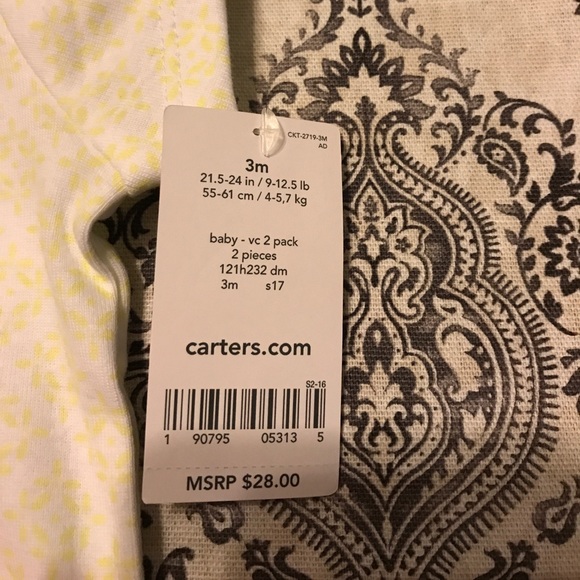 CKT-2719-3M
AD
3m
21.5-24 in / 9-12.5 lb
55-61 cm / 4-5,7 kg
baby - vc 2 pack
2 pieces
121h232 dm
3m s17
carters.com
S2-16
1 90795 05313 5
MSRP $28.00